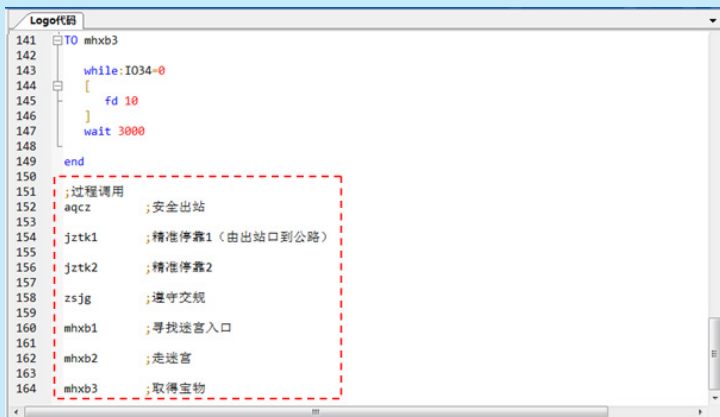 Logo代码
141 TO mhxb3
142
143 while:IO34=0
144 [
145 fd 10
146 ]
147 wait 3000
148
149 end
150
151 ;过程调用
152 aqcz ;安全出站
153
154 jztk1 ;精准停靠1（由出站口到公路）
155
156 jztk2 ;精准停靠2
157
158 zsjg ;遵守交规
159
160 mhxb1 ;寻找迷宫入口
161
162 mhxb2 ;走迷宫
163
164 mhxb3 ;取得宝物